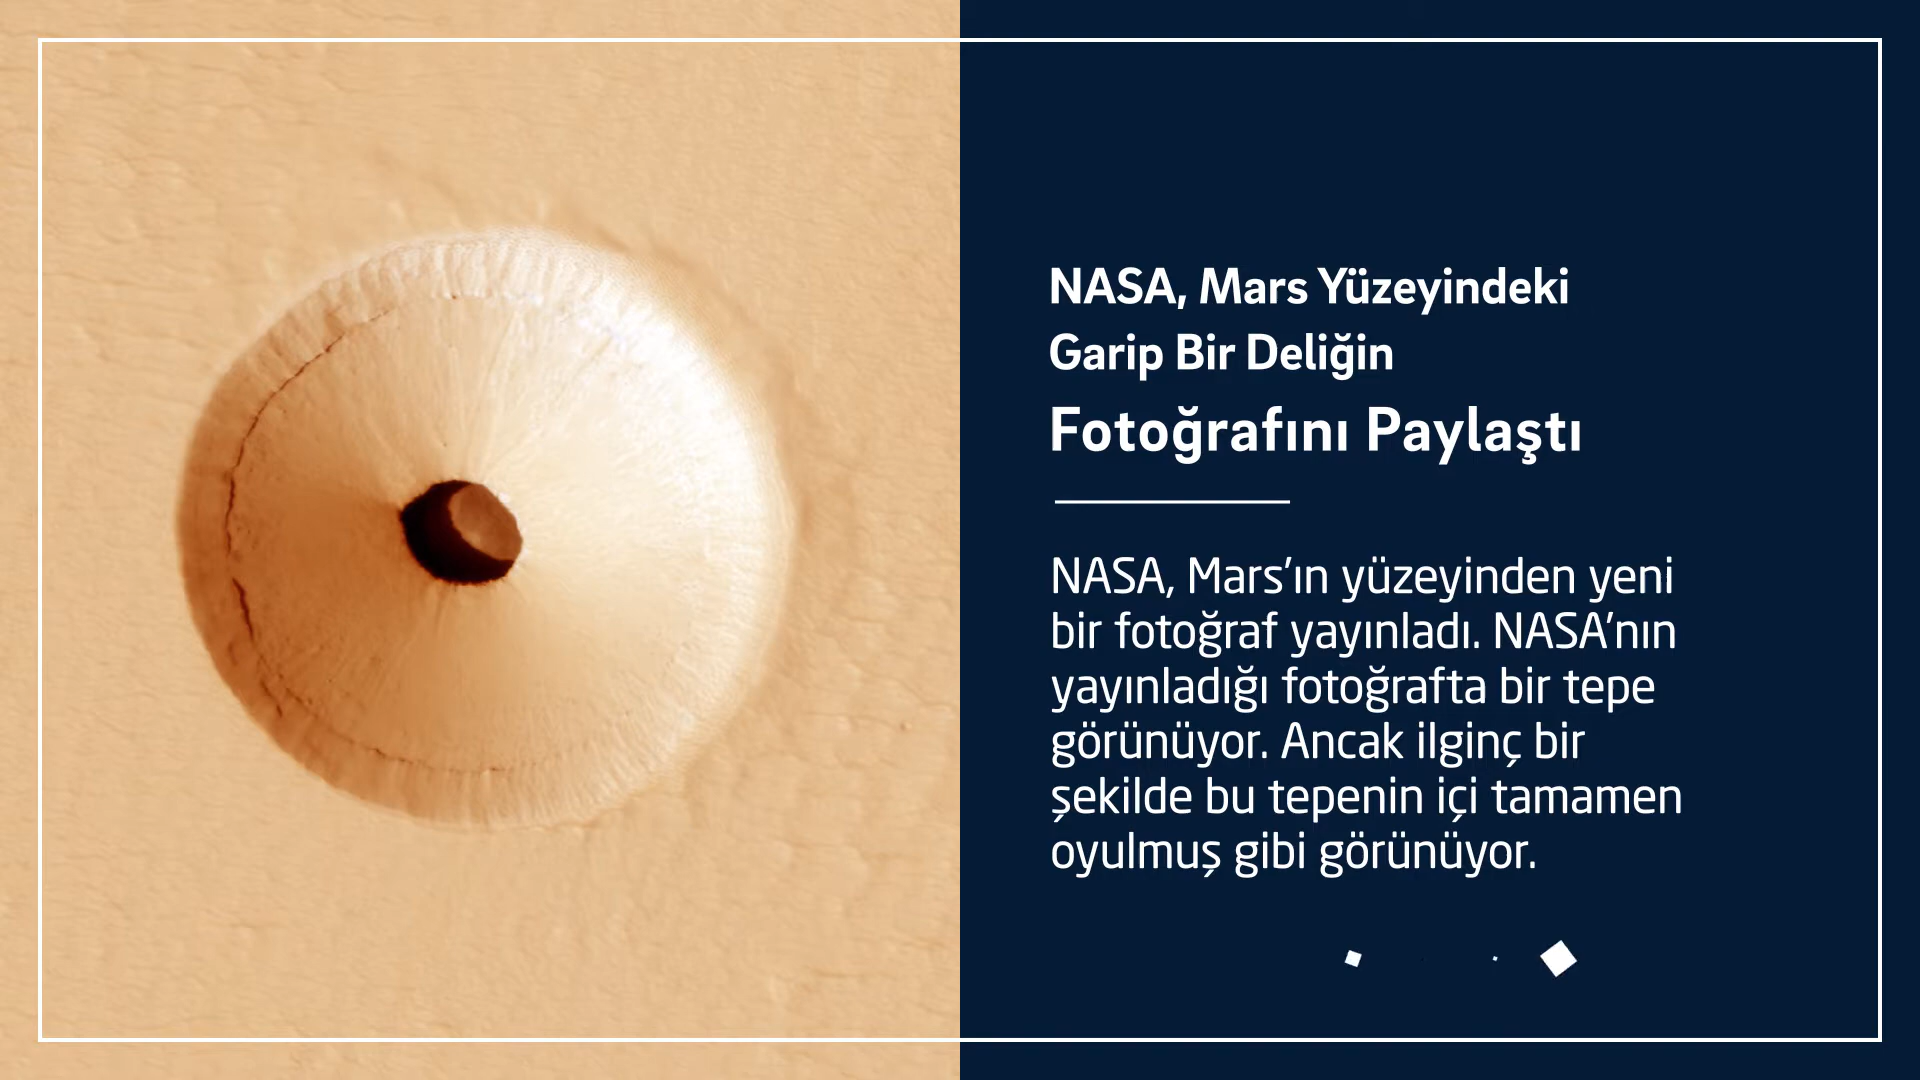 NASA, Mars Yüzeyindeki
Garip Bir Deliğin
Fotoğrafını Paylaştı
NASA, Mars’ın yüzeyinden yeni
bir fotoğraf yayınladı. NASA’nın
yayınladığı fotoğrafta bir tepe
görünüyor. Ancak ilginç bir
şekilde bu tepenin içi tamamen
oyulmuş gibi görünüyor.